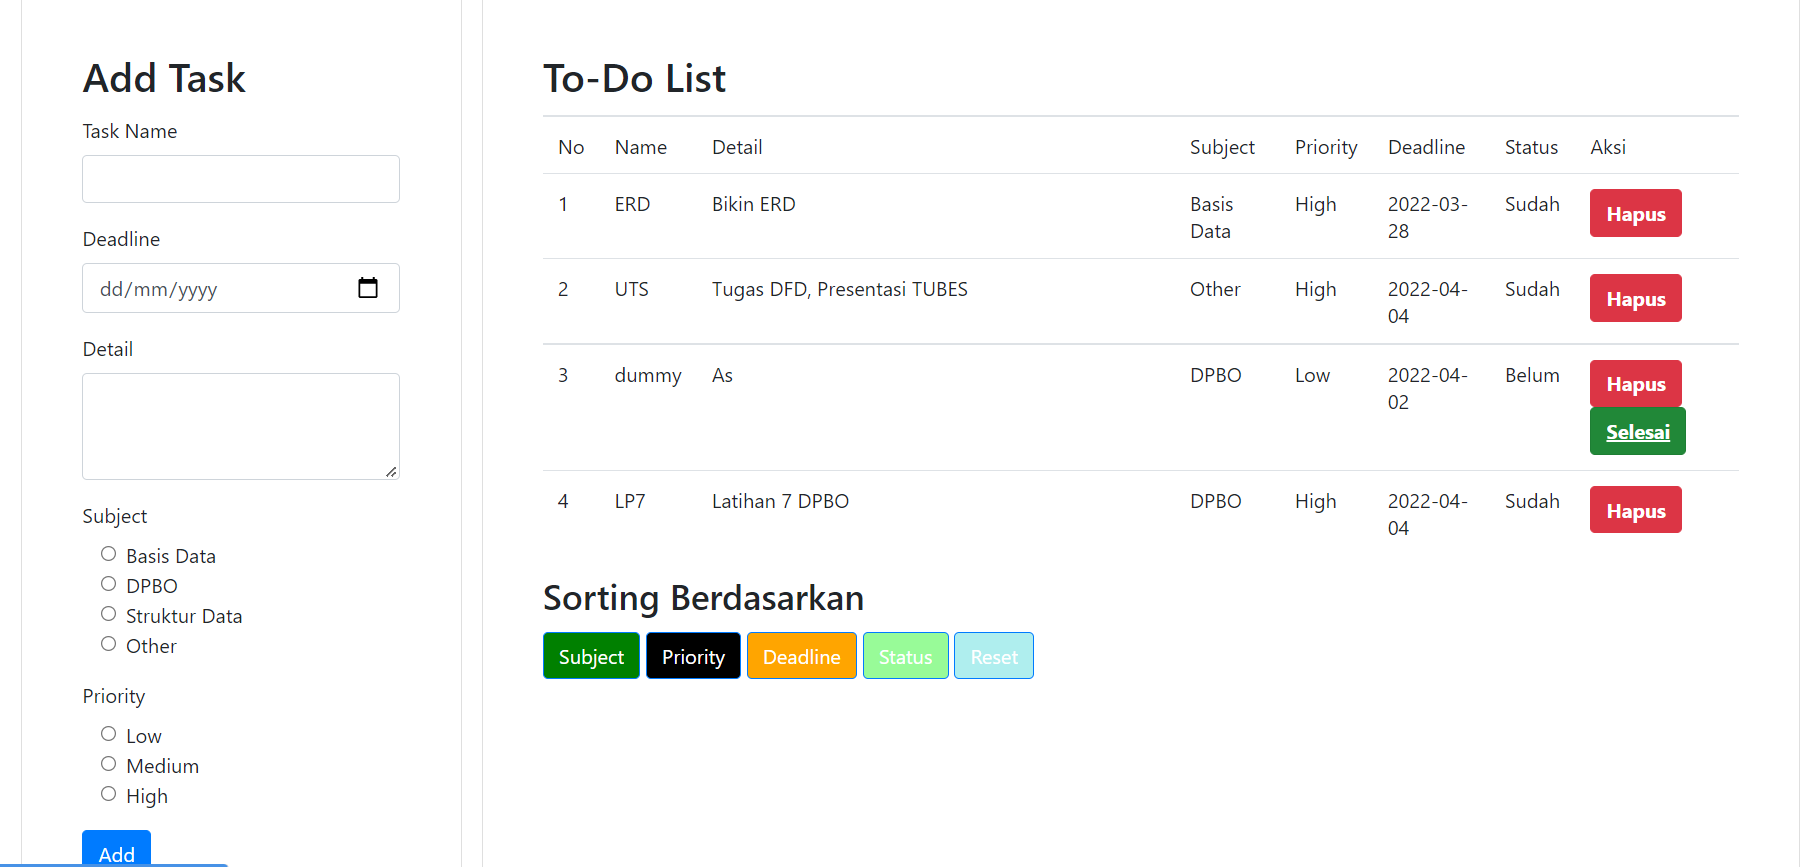 Add Task
Task Name
Deadline
dd/mm/yyyy
Detail
Subject
Basis Data
DPBO
Struktur Data
Other
Priority
Low
Medium
High
Add
To-Do List
No Name Detail Subject Priority Deadline Status Aksi
1 ERD Bikin ERD Basis High 2022-03- Sudah Hapus
Data 28
2 UTS Tugas DFD, Presentasi TUBES Other High 2022-04- Sudah Hapus
04
3 dummy As DPBO Low 2022-04- Belum Hapus
02
Selesai
4 LP7 Latihan 7 DPBO DPBO High 2022-04- Sudah Hapus
04
Sorting Berdasarkan
Subject Priority Deadline Status Reset